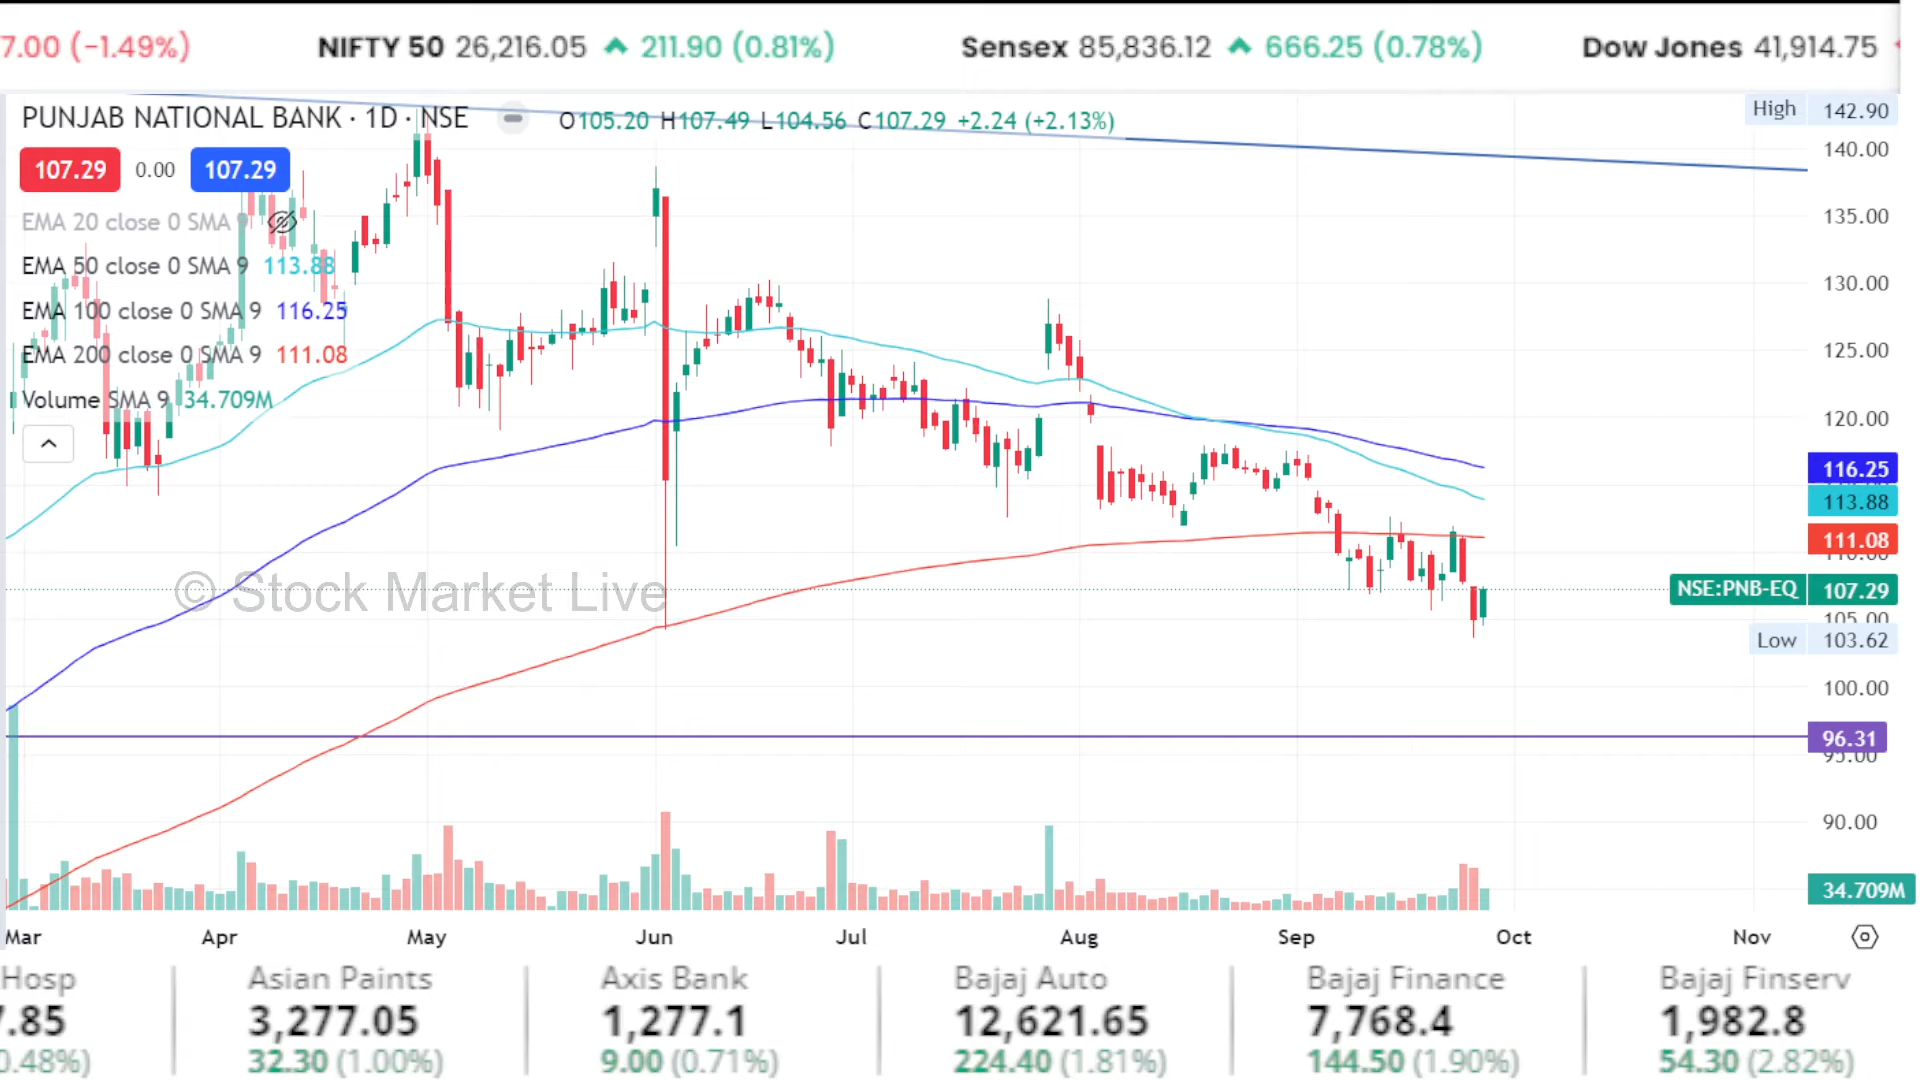 7.00 (−1.49%) NIFTY 50 26,216.05 211.90 (0.81%) Sensex 85,836.12 666.25 (0.78%) Dow Jones 41,914.75
PUNJAB NATIONAL BANK · 1D · NSE O105.20 H107.49 L104.56 C107.29 +2.24 (+2.13%)
High 142.90
140.00
107.29 0.00 107.29
135.00
EMA 20 close 0 SMA 9
EMA 50 close 0 SMA 9 113.88
130.00
EMA 100 close 0 SMA 9 116.25
EMA 200 close 0 SMA 9 111.08
125.00
Volume SMA 9 34.709M
120.00
116.25
113.88
111.08
110.00
© Stock Market Live
NSE:PNB-EQ 107.29
105.00
Low 103.62
100.00
96.31
95.00
90.00
34.709M
Mar Apr May Jun Jul Aug Sep Oct Nov
Hosp Asian Paints Axis Bank Bajaj Auto Bajaj Finance Bajaj Finserv
7.85 3,277.05 1,277.1 12,621.65 7,768.4 1,982.8
0.48%) 32.30 (1.00%) 9.00 (0.71%) 224.40 (1.81%) 144.50 (1.90%) 54.30 (2.82%)